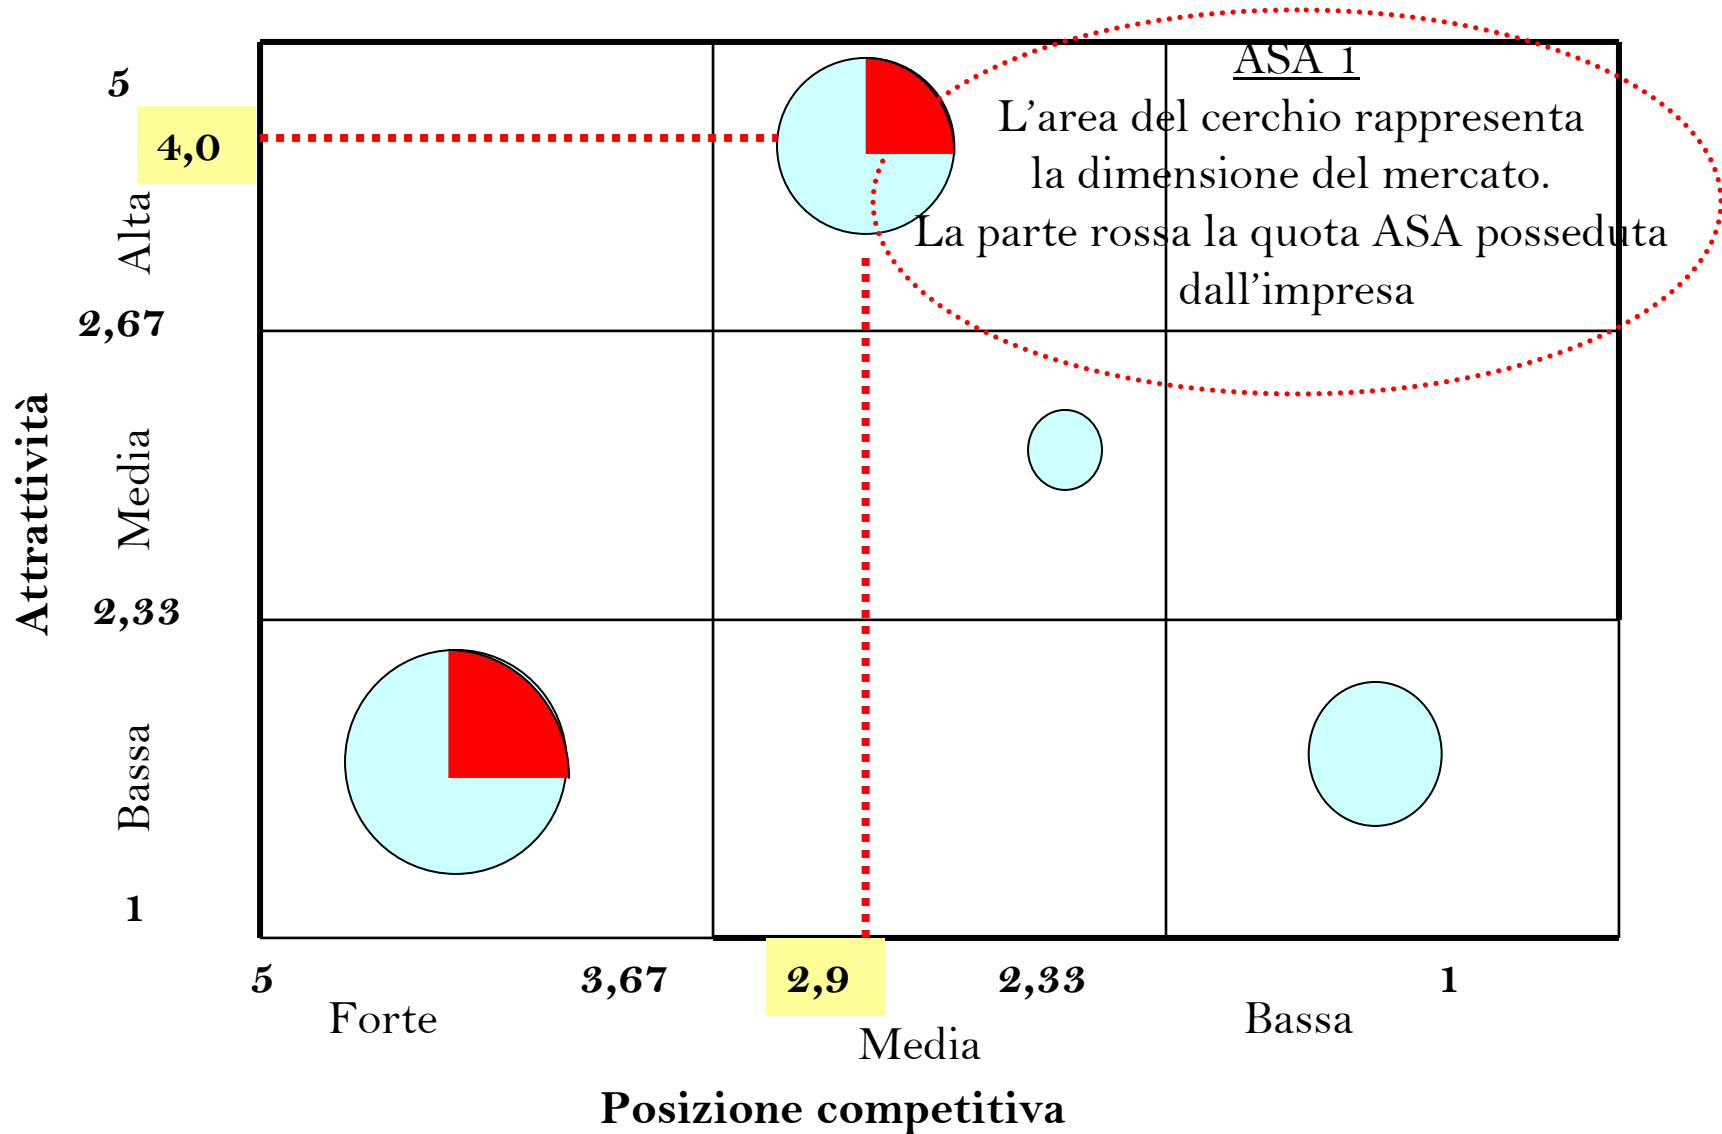 ASA 1
L’area del cerchio rappresenta
la dimensione del mercato.
La parte rossa la quota ASA posseduta
dall’impresa
5
4,0
Alta
2,67
Media
Attrattività
2,33
Bassa
1
5 3,67 2,9 2,33 1
Forte
Media
Bassa
Posizione competitiva